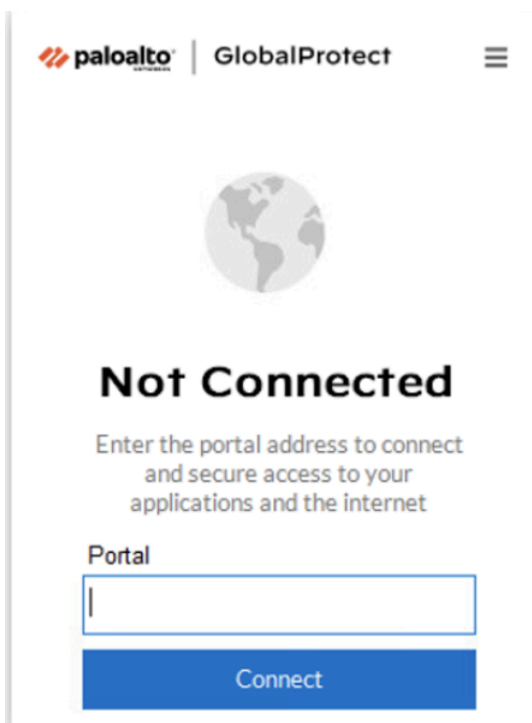 paloalto NETWORKS | GlobalProtect
Not Connected
Enter the portal address to connect
and secure access to your
applications and the internet
Portal
Connect